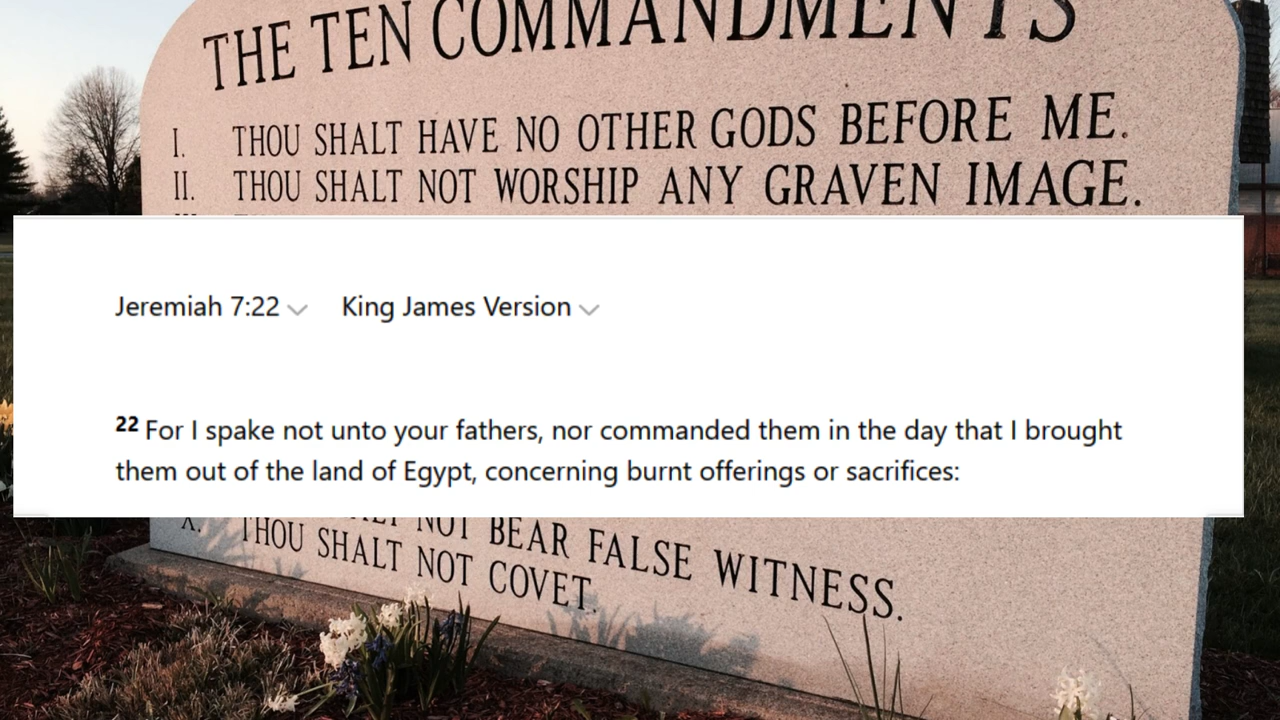 THE TEN COMMANDMENTS
I. THOU SHALT HAVE NO OTHER GODS BEFORE ME.
II. THOU SHALT NOT WORSHIP ANY GRAVEN IMAGE.
Jeremiah 7:22 King James Version
22 For I spake not unto your fathers, nor commanded them in the day that I brought
them out of the land of Egypt, concerning burnt offerings or sacrifices:
NOT BEAR FALSE WITNESS.
X. THOU SHALT NOT COVET.